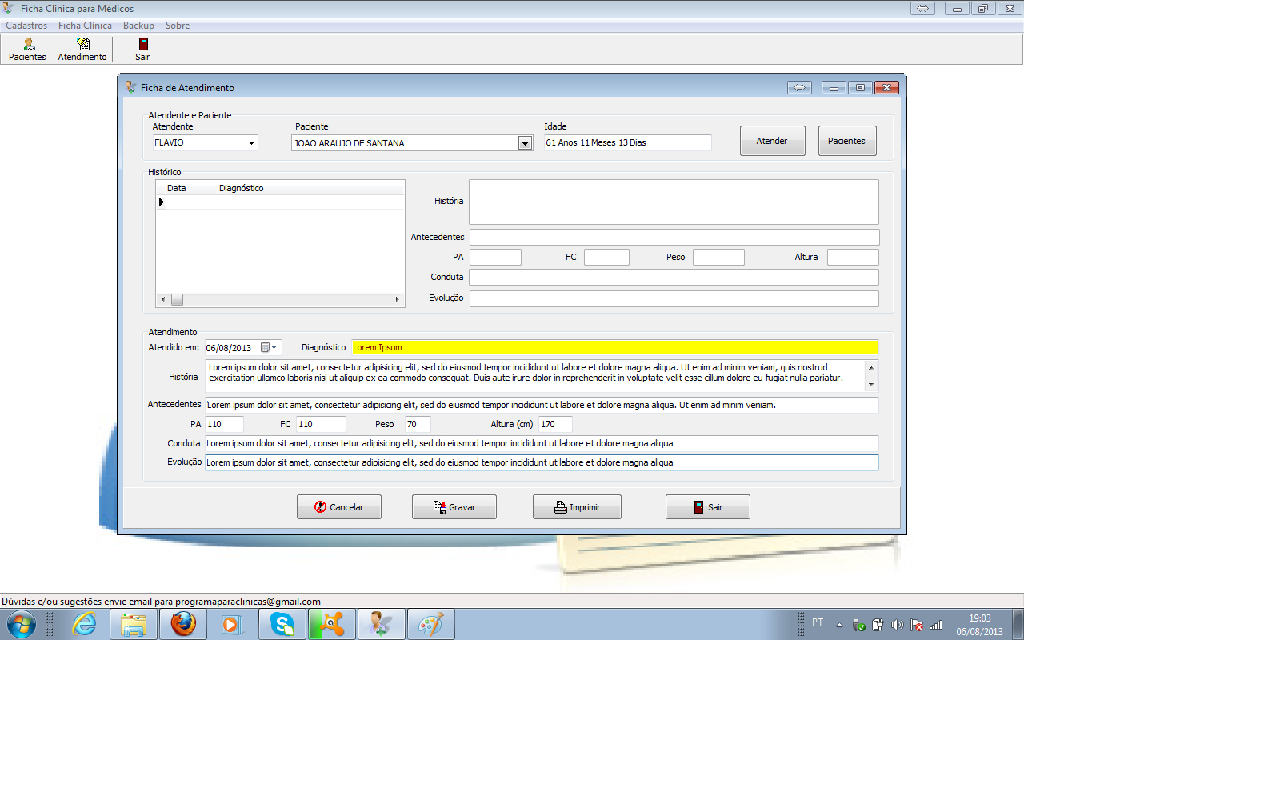 Ficha Clinica para Médicos
Cadastros Ficha Clinica Backup Sobre
Pacientes Atendimento Sair
Ficha de Atendimento
Atendente e Paciente
Atendente Paciente Idade
FLAVIO JOAO ARAUJO DE SANTANA 61 Anos 11 Meses 13 Dias Atender Pacientes
Histórico
Data Diagnóstico
História
Antecedentes
PA FC Peso Altura
Conduta
Evolução
Atendimento
Atendido em: 06/08/2013 Diagnóstico Lorem Ipsum
História Lorem ipsum dolor sit amet, consectetur adipisicing elit, sed do eiusmod tempor incididunt ut labore et dolore magna aliqua. Ut enim ad minim veniam, quis nostrud
exercitation ullamco laboris nisi ut aliquip ex ea commodo consequat. Duis aute irure dolor in reprehenderit in voluptate velit esse cillum dolore eu fugiat nulla pariatur.
Antecedentes Lorem ipsum dolor sit amet, consectetur adipisicing elit, sed do eiusmod tempor incididunt ut labore et dolore magna aliqua. Ut enim ad minim veniam.
PA 110 FC 110 Peso 70 Altura (cm) 170
Conduta Lorem ipsum dolor sit amet, consectetur adipisicing elit, sed do eiusmod tempor incididunt ut labore et dolore magna aliqua
Evolução Lorem ipsum dolor sit amet, consectetur adipisicing elit, sed do eiusmod tempor incididunt ut labore et dolore magna aliqua
Cancelar Gravar Imprimir Sair
Dúvidas e/ou sugestões envie email para programaparaclinicas@gmail.com
PT 19:03
06/08/2013